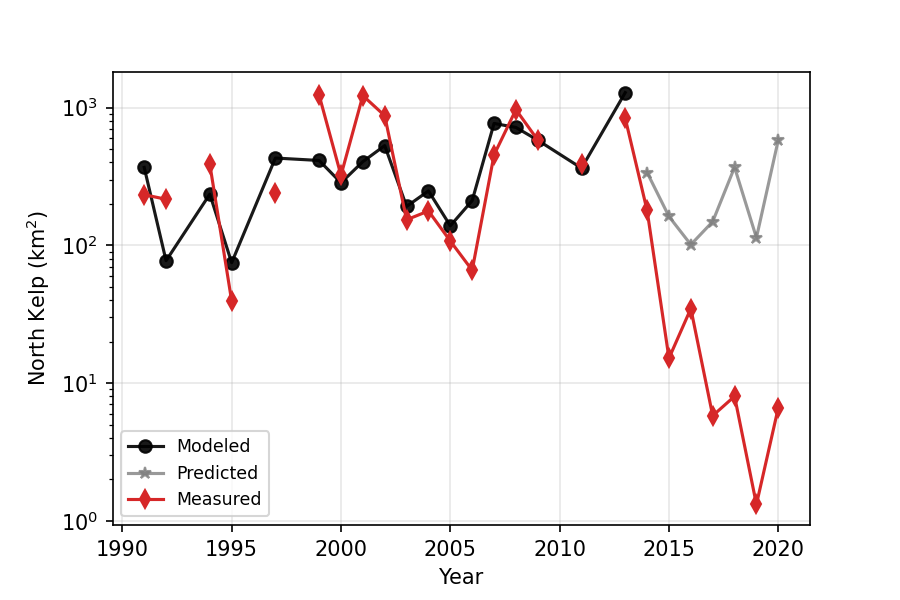 North Kelp (km²)
10³
10²
10¹
10⁰
Modeled
Predicted
Measured
1990 1995 2000 2005 2010 2015 2020
Year